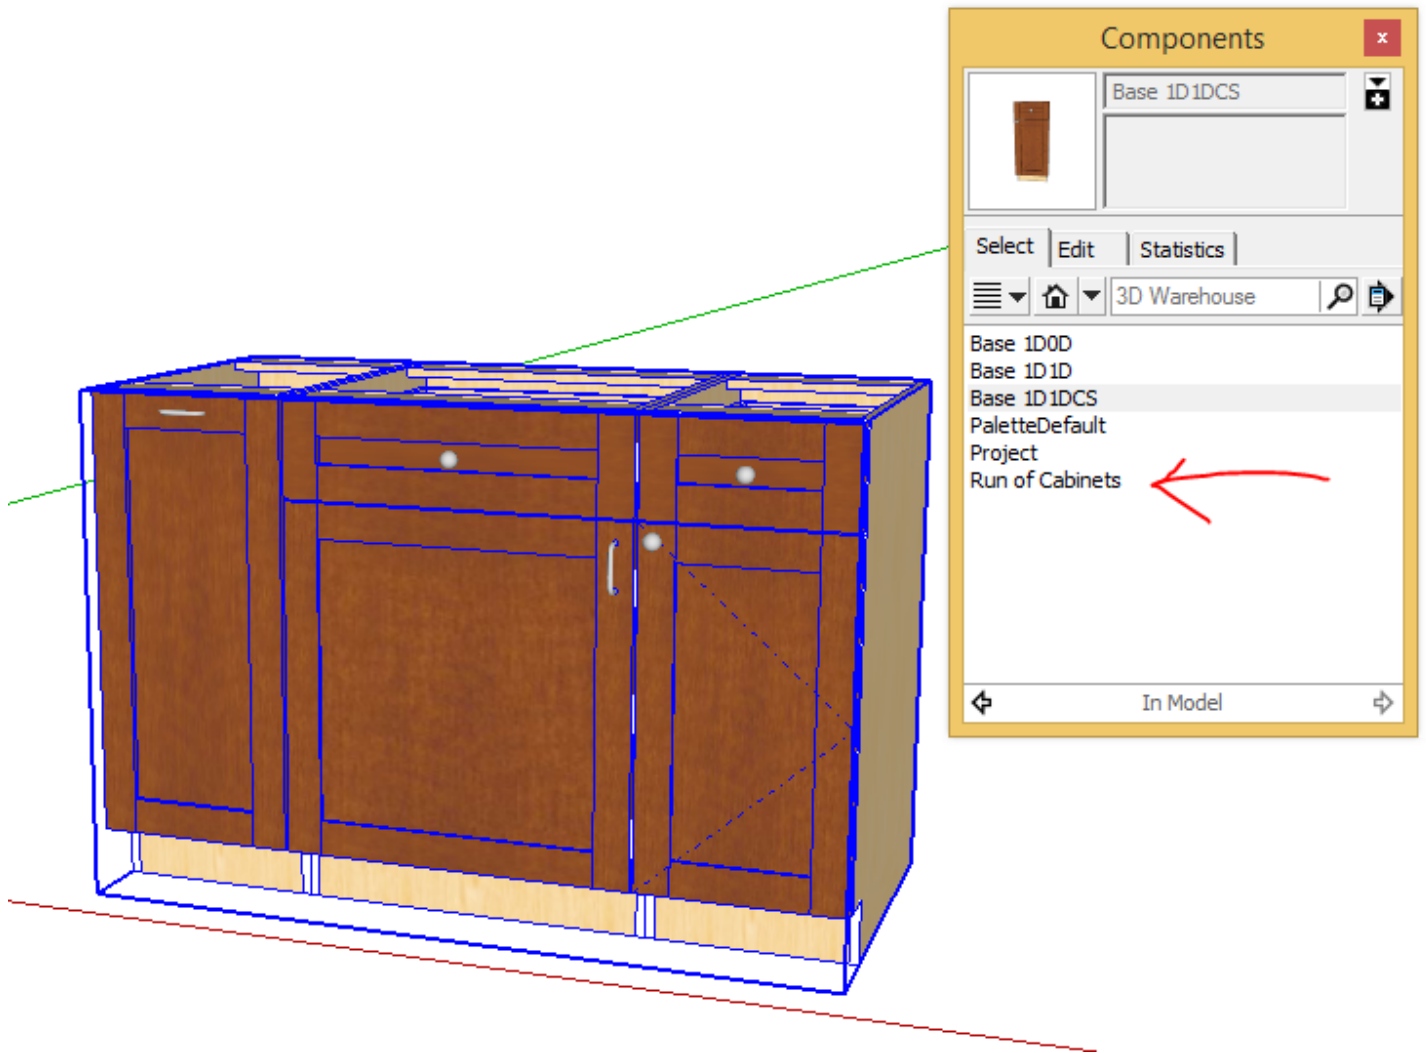 Components
x
Base 1D1DCS
Select Edit Statistics
3D Warehouse
Base 1D0D
Base 1D1D
Base 1D1DCS
PaletteDefault
Project
Run of Cabinets
In Model